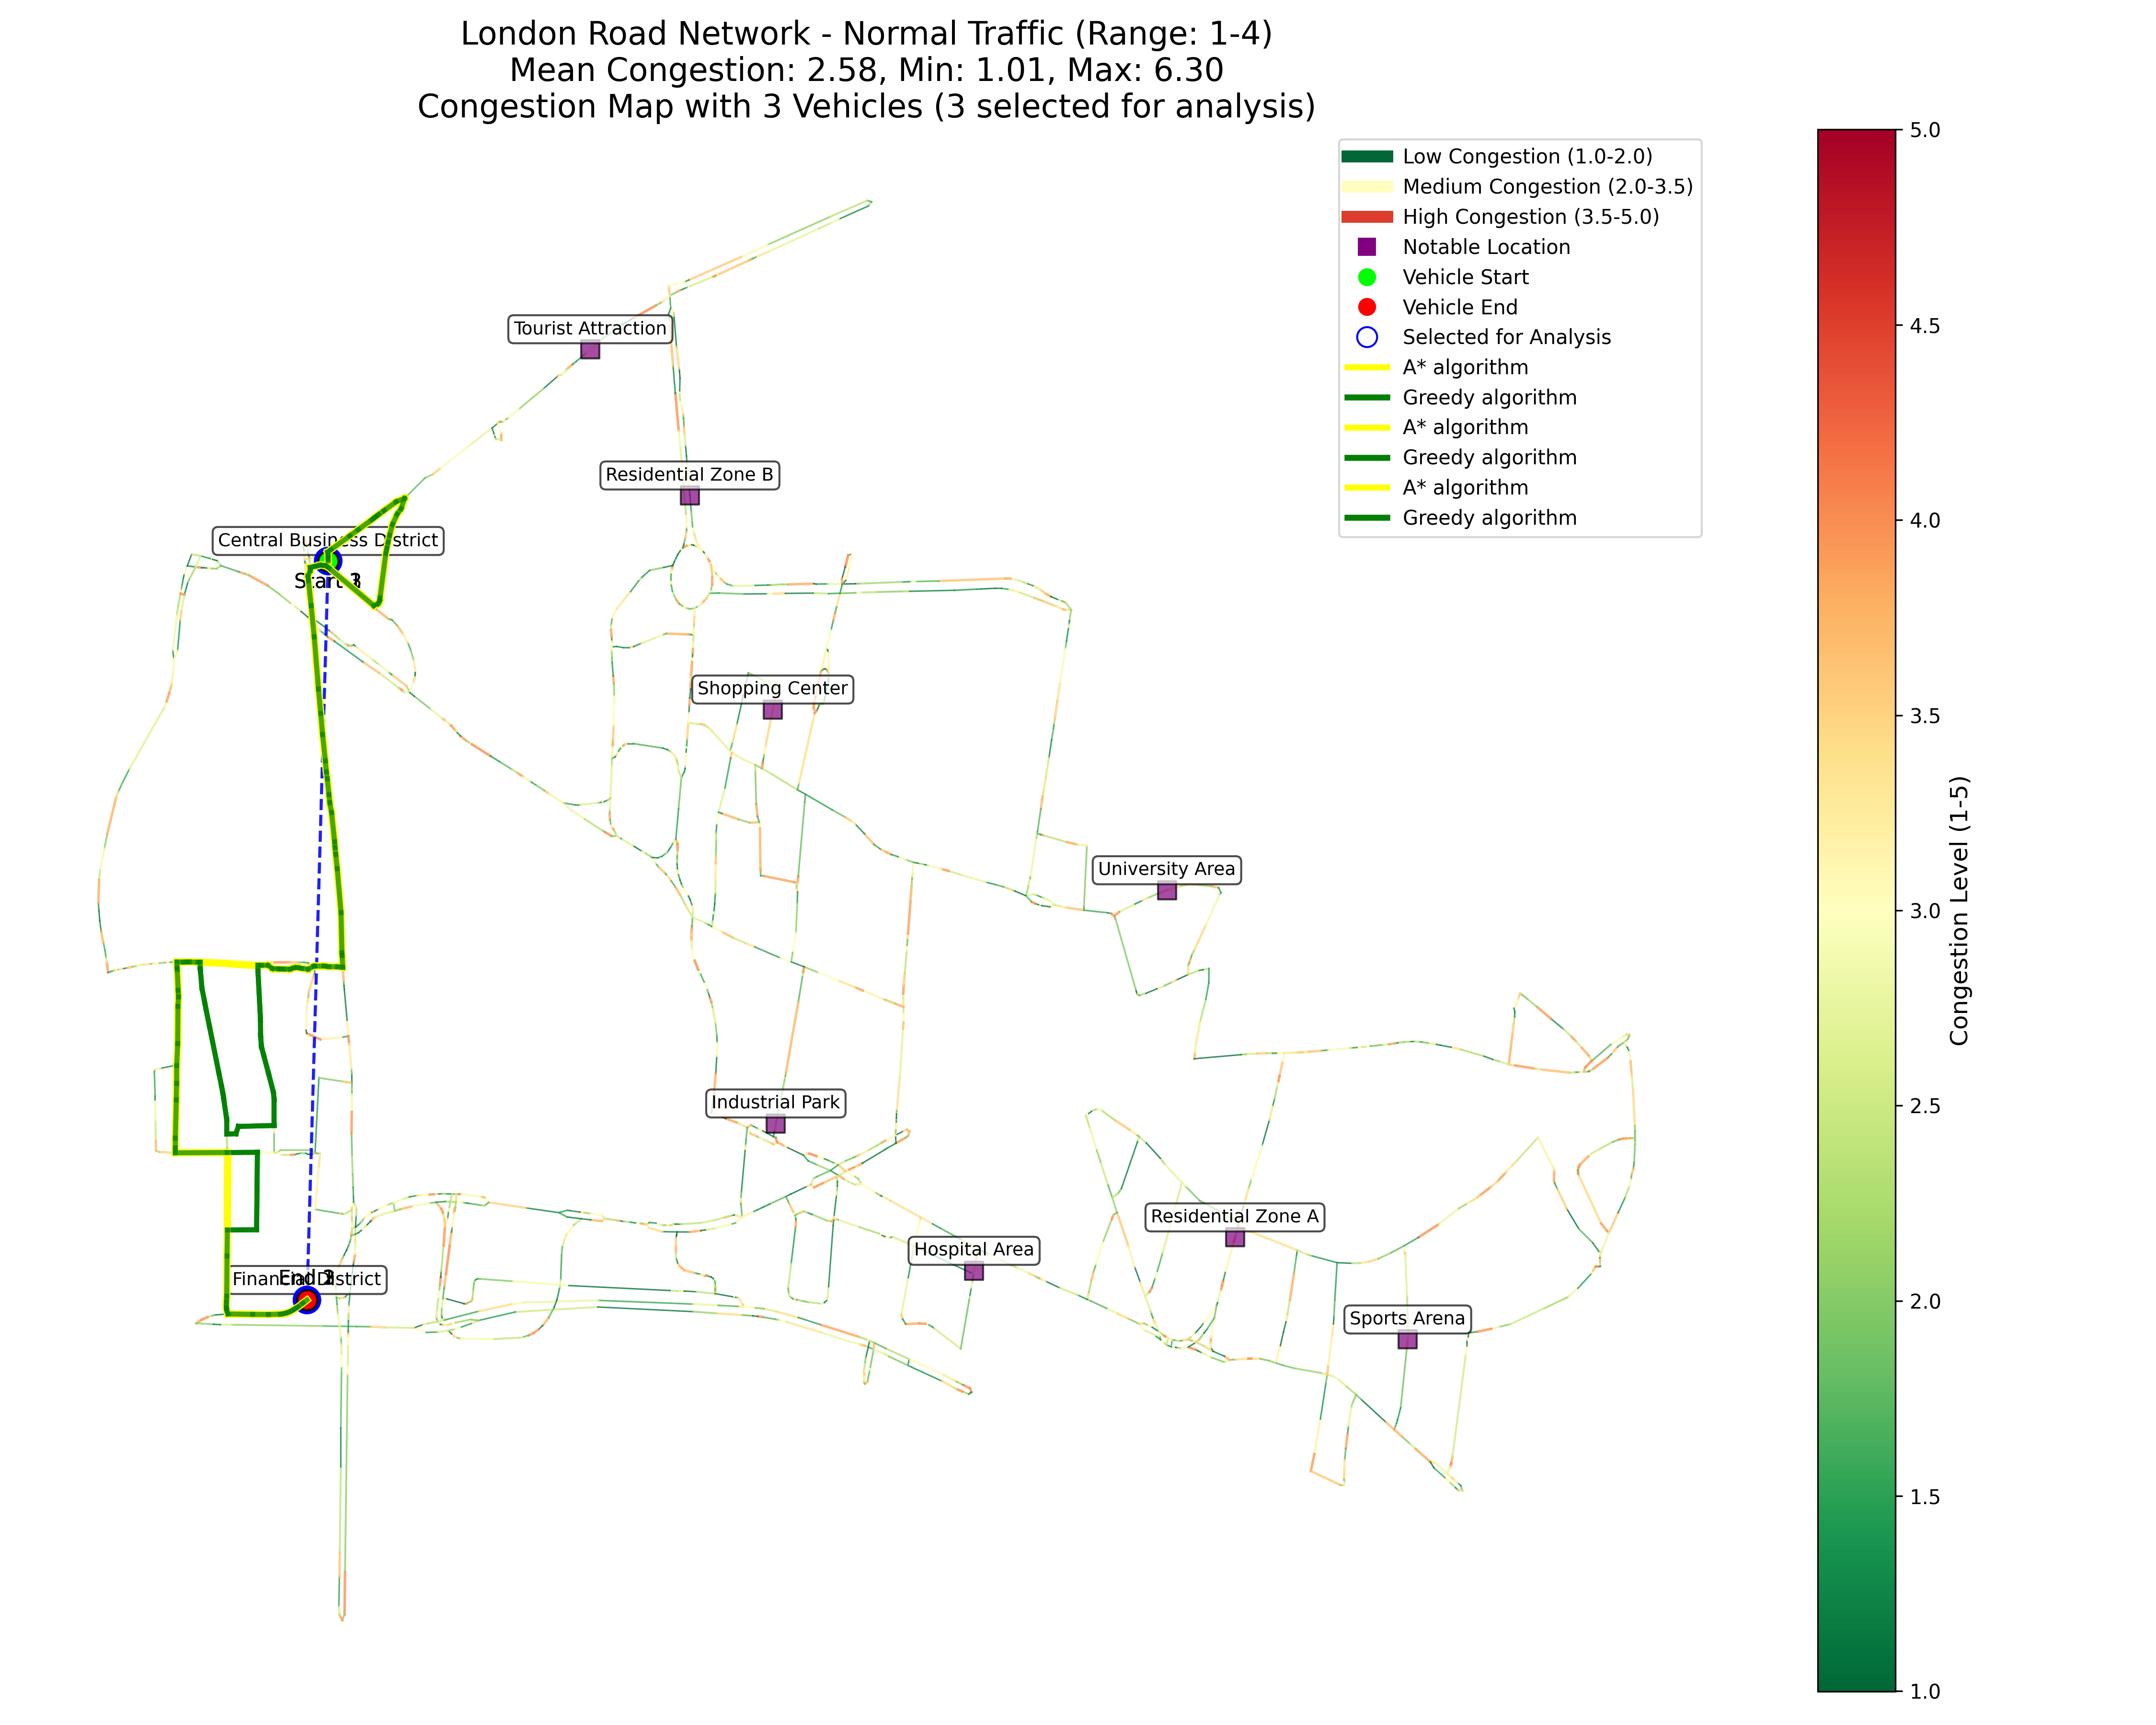 London Road Network - Normal Traffic (Range: 1-4)
Mean Congestion: 2.58, Min: 1.01, Max: 6.30
Congestion Map with 3 Vehicles (3 selected for analysis)
Low Congestion (1.0-2.0)
Medium Congestion (2.0-3.5)
High Congestion (3.5-5.0)
Notable Location
Vehicle Start
Vehicle End
Selected for Analysis
A* algorithm
Greedy algorithm
A* algorithm
Greedy algorithm
A* algorithm
Greedy algorithm
Tourist Attraction
Residential Zone B
Central Business District
Start
Shopping Center
University Area
Industrial Park
Residential Zone A
Hospital Area
Financial District
End
Sports Arena
5.0
4.5
4.0
3.5
3.0
2.5
2.0
1.5
1.0
Congestion Level (1-5)